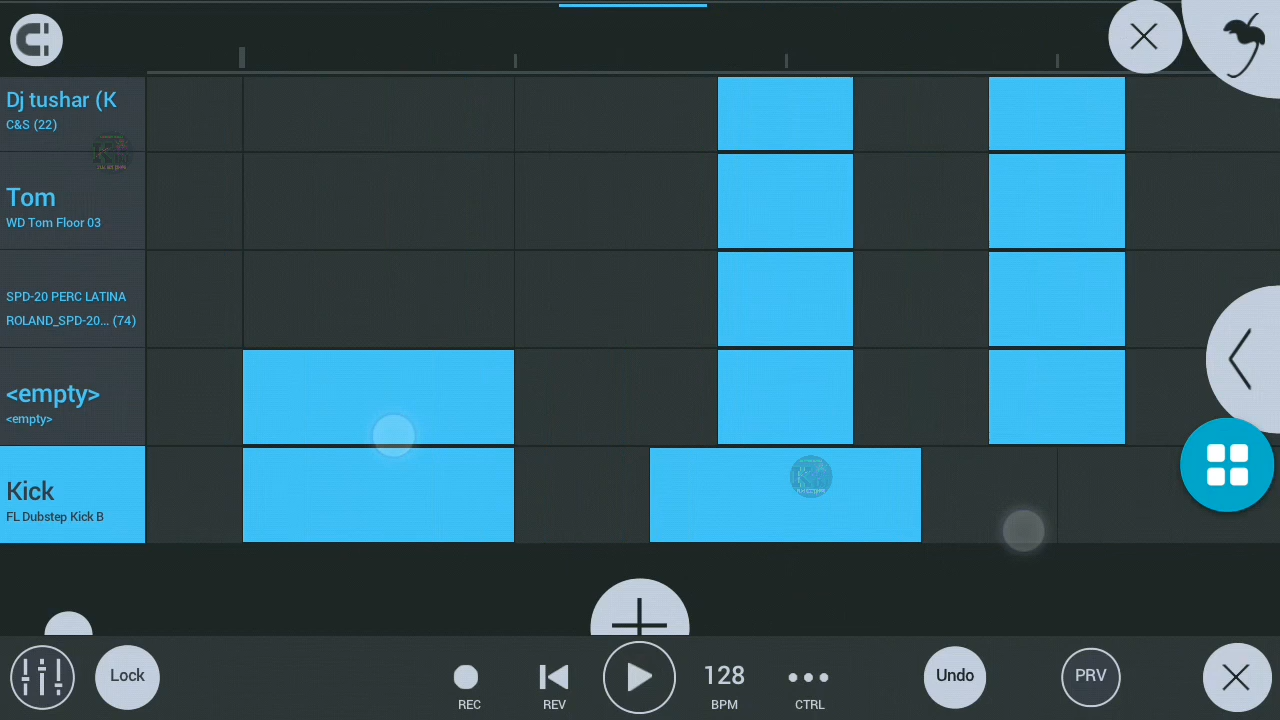 Dj tushar (K
C&S (22)
Tom
WD Tom Floor 03
SPD-20 PERC LATINA
ROLAND_SPD-20... (74)
<empty>
<empty>
Kick
FL Dubstep Kick B
Lock
REC
REV
128
BPM
CTRL
Undo
PRV